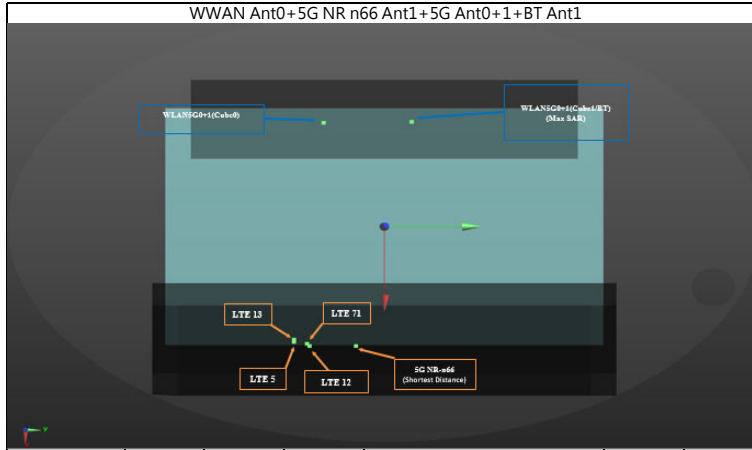 WWAN Ant0+5G NR n66 Ant1+5G Ant0+1+BT Ant1
WLAN5G0+1(Cube0)
WLAN5G0+1(Cube1/BT)
(Max SAR)
LTE 13
LTE 71
LTE 5
LTE 12
5G NR-n66
(Shortest Distance)
Y